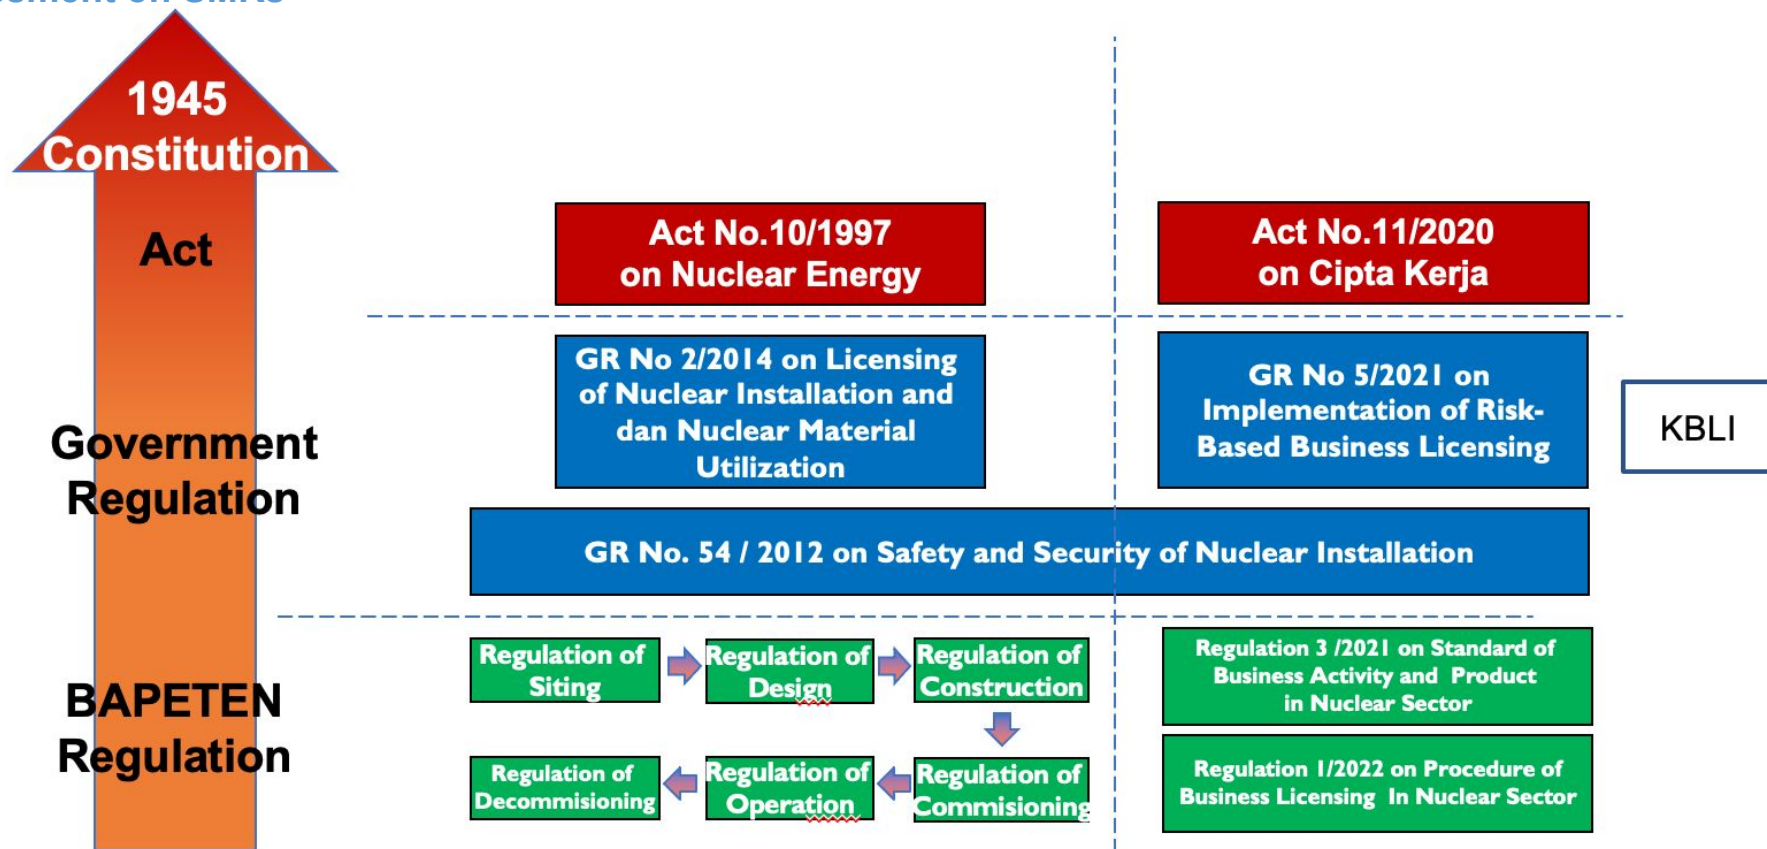 1945
Constitution
Act
Act No.10/1997
on Nuclear Energy
Act No.11/2020
on Cipta Kerja
Government
Regulation
GR No 2/2014 on Licensing
of Nuclear Installation and
dan Nuclear Material
Utilization
GR No 5/2021 on
Implementation of Risk-
Based Business Licensing
KBLI
GR No. 54 / 2012 on Safety and Security of Nuclear Installation
BAPETEN
Regulation
Regulation of
Siting
Regulation of
Design
Regulation of
Construction
Regulation of
Commisioning
Regulation of
Operation
Regulation of
Decommisioning
Regulation 3 /2021 on Standard of
Business Activity and Product
in Nuclear Sector
Regulation 1/2022 on Procedure of
Business Licensing In Nuclear Sector